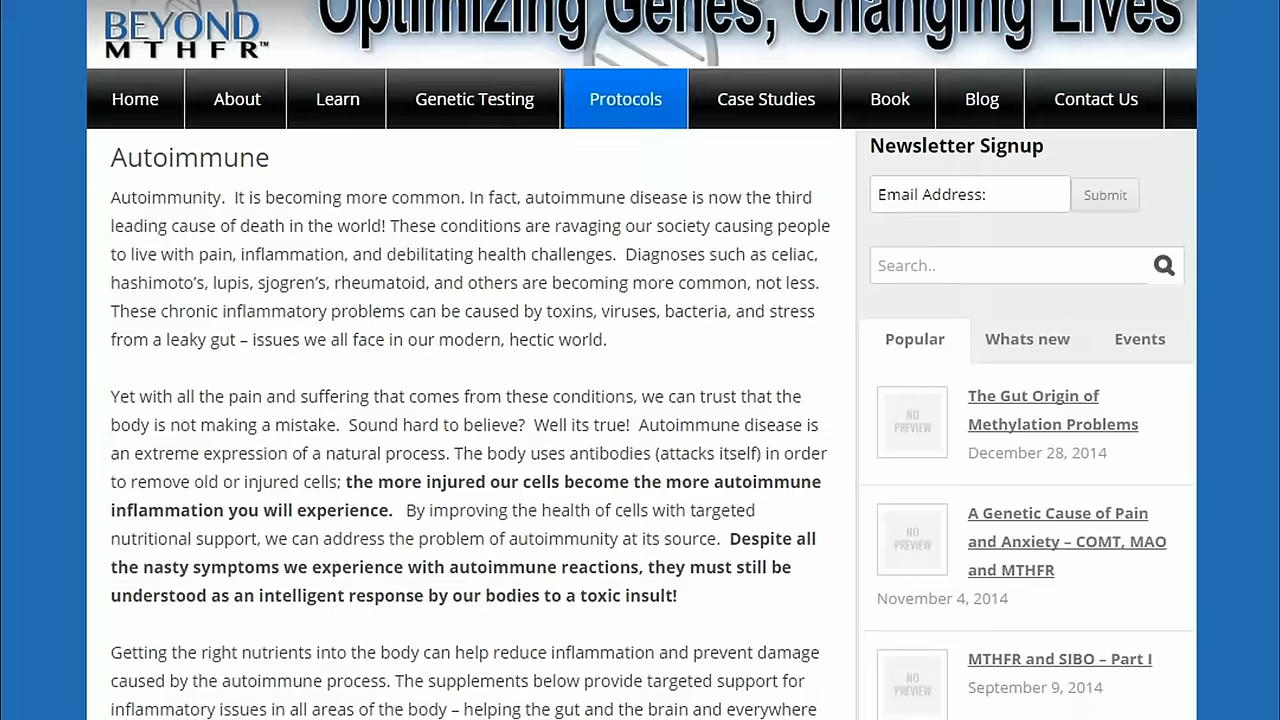 BEYOND
MTHFR™
Optimizing Genes, Changing Lives
Home
About
Learn
Genetic Testing
Protocols
Case Studies
Book
Blog
Contact Us
Autoimmune
Autoimmunity.  It is becoming more common. In fact, autoimmune disease is now the third
leading cause of death in the world! These conditions are ravaging our society causing people
to live with pain, inflammation, and debilitating health challenges.  Diagnoses such as celiac,
hashimoto’s, lupis, sjogren’s, rheumatoid, and others are becoming more common, not less.
These chronic inflammatory problems can be caused by toxins, viruses, bacteria, and stress
from a leaky gut – issues we all face in our modern, hectic world.
Yet with all the pain and suffering that comes from these conditions, we can trust that the
body is not making a mistake.  Sound hard to believe?  Well its true!  Autoimmune disease is
an extreme expression of a natural process. The body uses antibodies (attacks itself) in order
to remove old or injured cells; the more injured our cells become the more autoimmune
inflammation you will experience.   By improving the health of cells with targeted
nutritional support, we can address the problem of autoimmunity at its source.  Despite all
the nasty symptoms we experience with autoimmune reactions, they must still be
understood as an intelligent response by our bodies to a toxic insult!
Getting the right nutrients into the body can help reduce inflammation and prevent damage
caused by the autoimmune process. The supplements below provide targeted support for
inflammatory issues in all areas of the body – helping the gut and the brain and everywhere
Newsletter Signup
Email Address:
Submit
Search..
Popular
Whats new
Events
NO
PREVIEW
The Gut Origin of
Methylation Problems
December 28, 2014
NO
PREVIEW
A Genetic Cause of Pain
and Anxiety – COMT, MAO
and MTHFR
November 4, 2014
NO
PREVIEW
MTHFR and SIBO – Part I
September 9, 2014